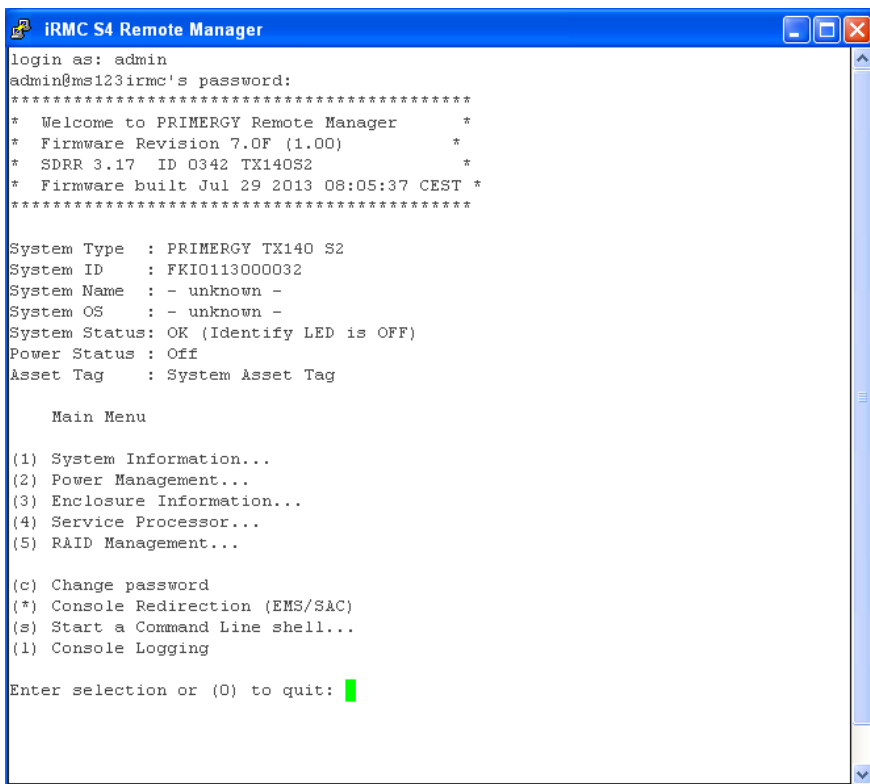 iRMC S4 Remote Manager
login as: admin
admin@ms123irmc's password:
********************************************
*  Welcome to PRIMERGY Remote Manager      *
*  Firmware Revision 7.0F (1.00)          *
*  SDRR 3.17  ID 0342 TX140S2              *
*  Firmware built Jul 29 2013 08:05:37 CEST *
********************************************
System Type  : PRIMERGY TX140 S2
System ID    : FKI0113000032
System Name  : - unknown -
System OS    : - unknown -
System Status: OK (Identify LED is OFF)
Power Status : Off
Asset Tag    : System Asset Tag
Main Menu
(1) System Information...
(2) Power Management...
(3) Enclosure Information...
(4) Service Processor...
(5) RAID Management...
(c) Change password
(*) Console Redirection (EMS/SAC)
(s) Start a Command Line shell...
(l) Console Logging
Enter selection or (0) to quit: